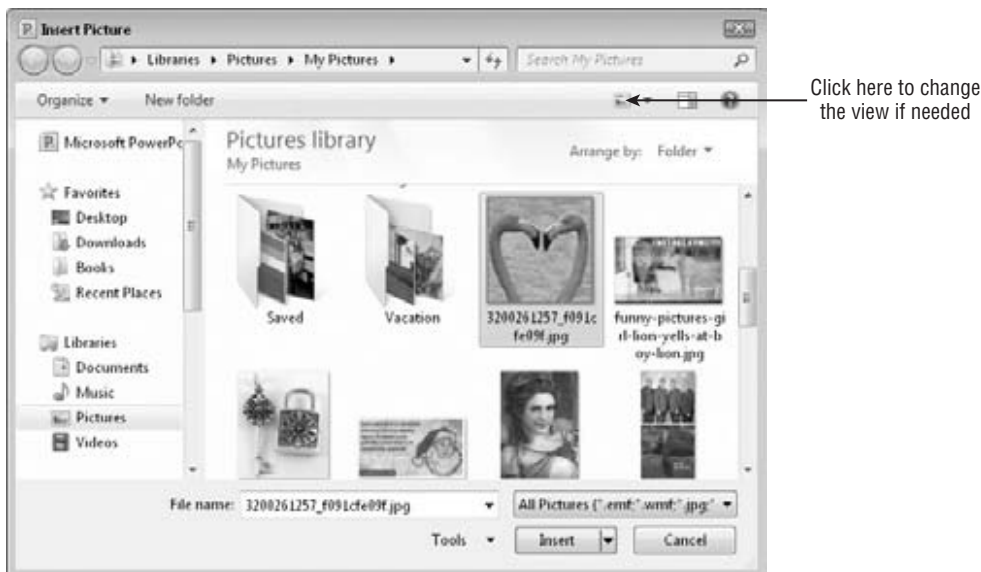 Insert Picture
Libraries ▸ Pictures ▸ My Pictures ▸
Search My Pictures
Organize
New folder
Click here to change
the view if needed
Microsoft PowerPo
Favorites
Desktop
Downloads
Books
Recent Places
Libraries
Documents
Music
Pictures
Videos
Pictures library
My Pictures
Arrange by: Folder
Saved
Vacation
3200261257_f091c
fe09f.jpg
funny-pictures-gi
rl-lion-yells-at-b
oy-lion.jpg
File name: 3200261257_f091cfe09f.jpg
All Pictures (*.emf;*.wmf;*.jpg;*
Tools
Insert
Cancel